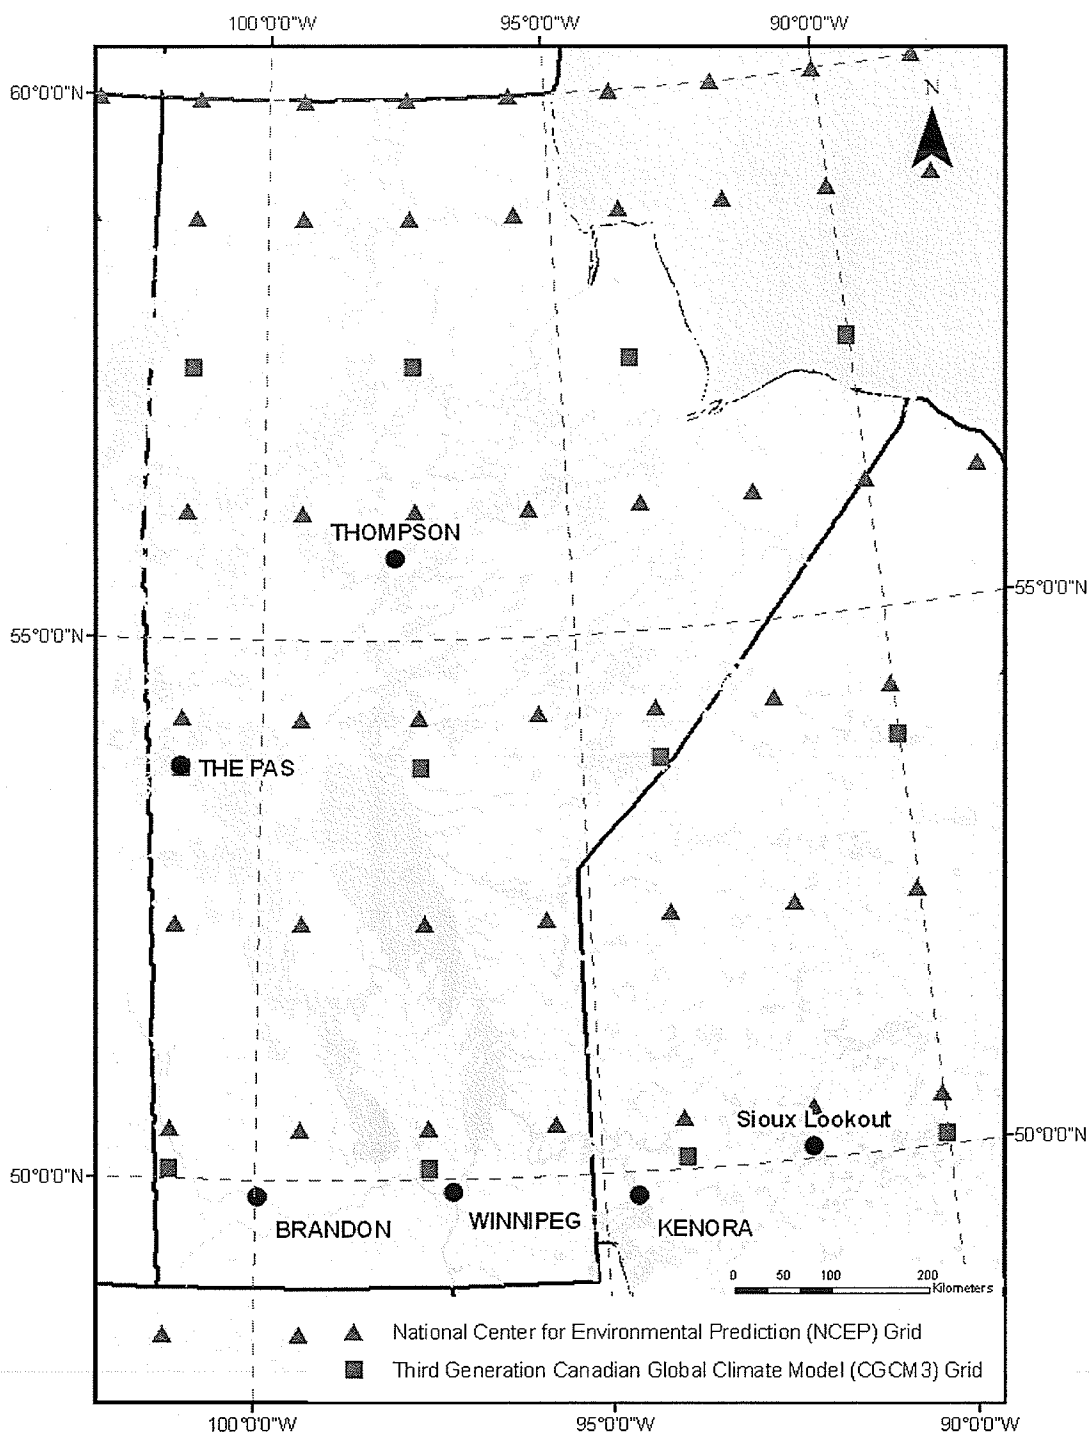 100°0'0"W 95°0'0"W 90°0'0"W
60°0'0"N
N
THOMPSON
55°0'0"N
55°0'0"N
THE PAS
Sioux Lookout
50°0'0"N
50°0'0"N
BRANDON
WINNIPEG
KENORA
0 50 100 200
Kilometers
National Center for Environmental Prediction (NCEP) Grid
Third Generation Canadian Global Climate Model (CGCM3) Grid
100°0'0"W 95°0'0"W 90°0'0"W